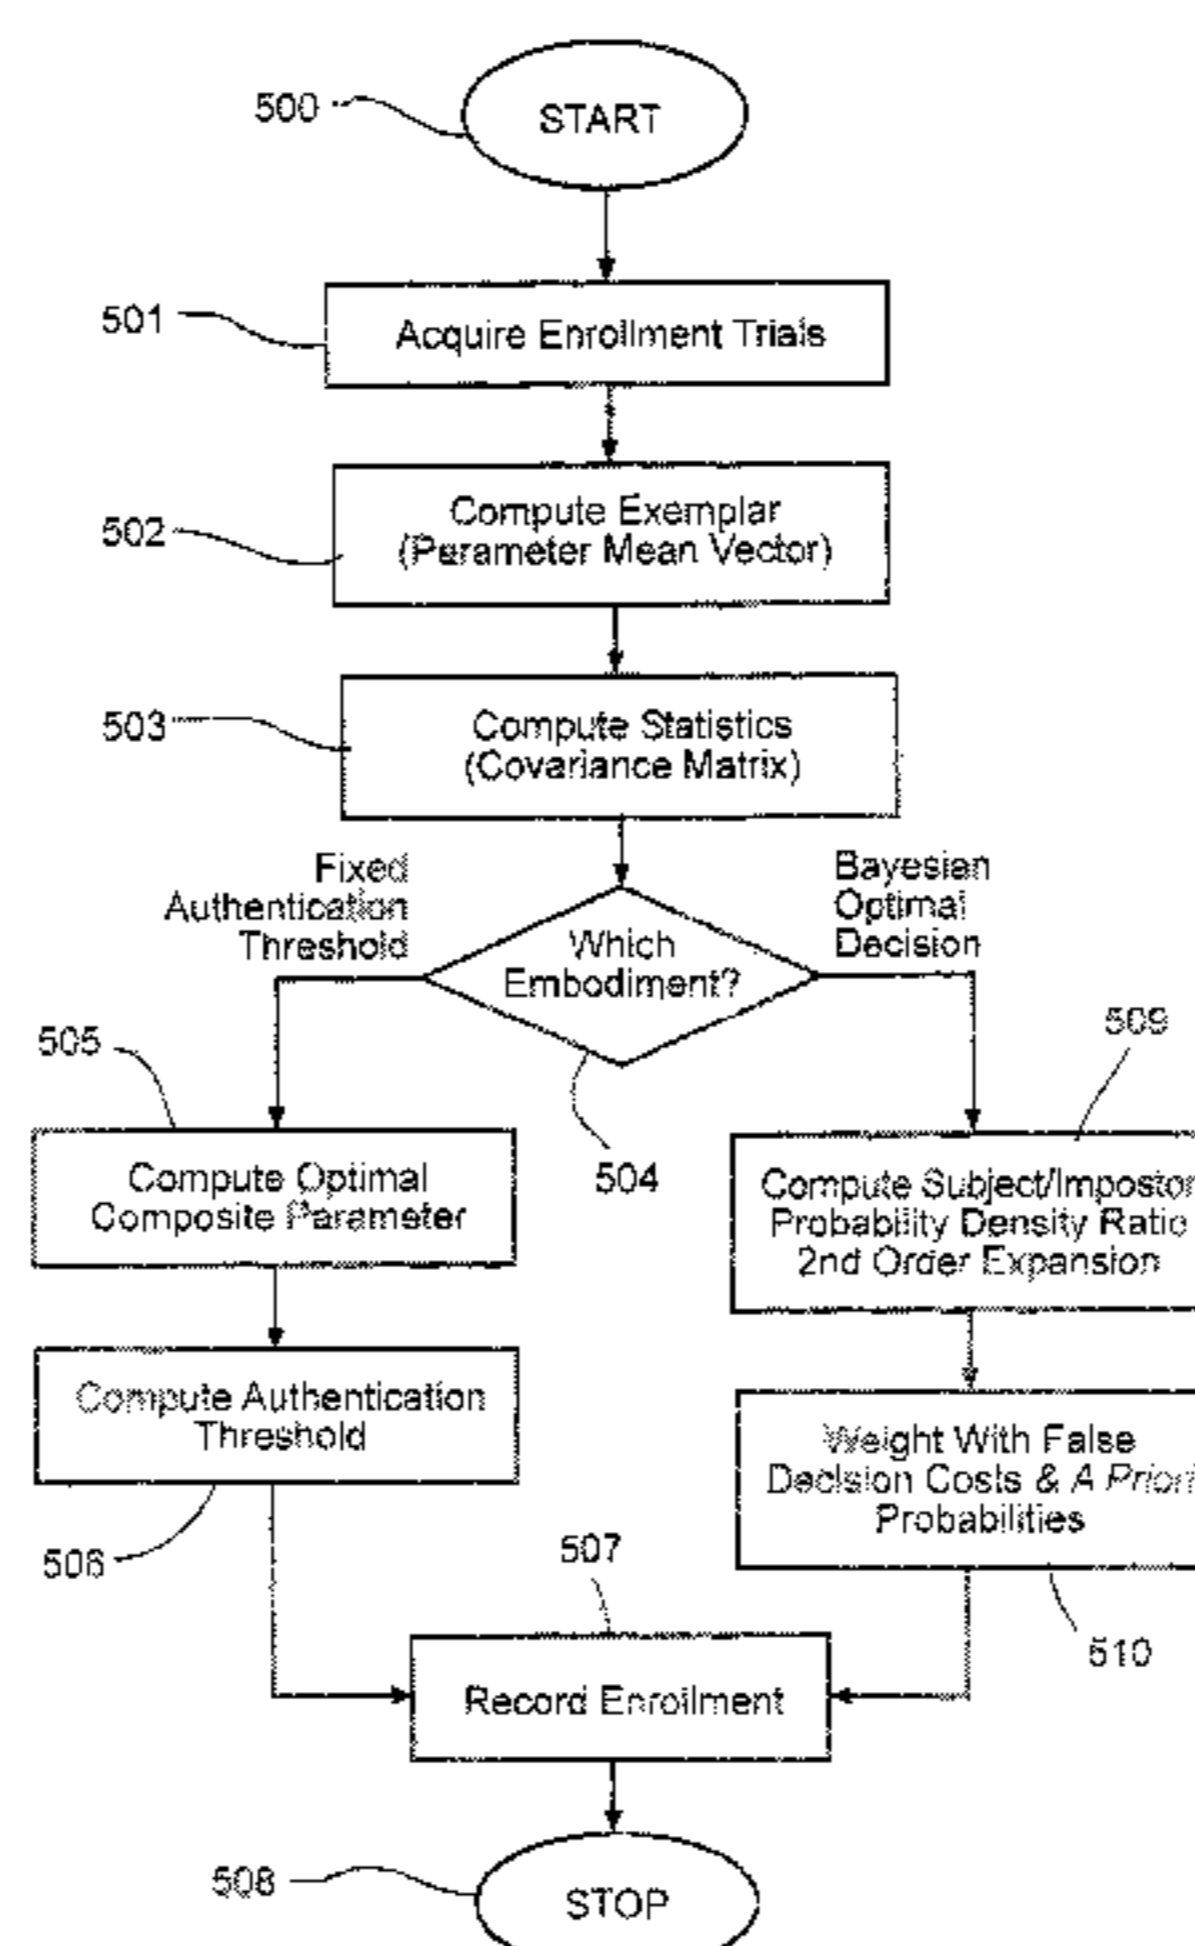 500
START
501
Acquire Enrollment Trials
502
Compute Exemplar
(Parameter Mean Vector)
503
Compute Statistics
(Covariance Matrix)
Fixed
Authentication
Threshold
Which
Embodiment?
Bayesian
Optimal
Decision
504
505
Compute Optimal
Composite Parameter
509
Compute Subject/Impostor
Probability Density Ratio
2nd Order Expansion
Compute Authentication
Threshold
506
Weight With False
Decision Costs & A Priori
Probabilities
510
507
Record Enrollment
508
STOP